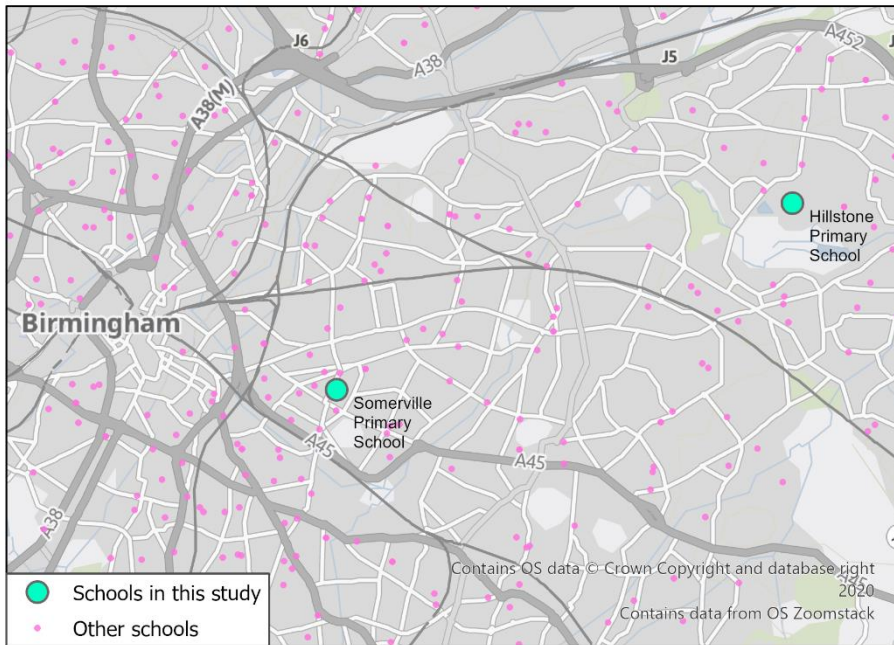 J6
A38
J5
A452
J
A38(M)
Hillstone
Primary
School
Birmingham
Somerville
Primary
School
A45
A45
A38
A45
Contains OS data © Crown Copyright and database right
2020
Contains data from OS Zoomstack
Schools in this study
Other schools